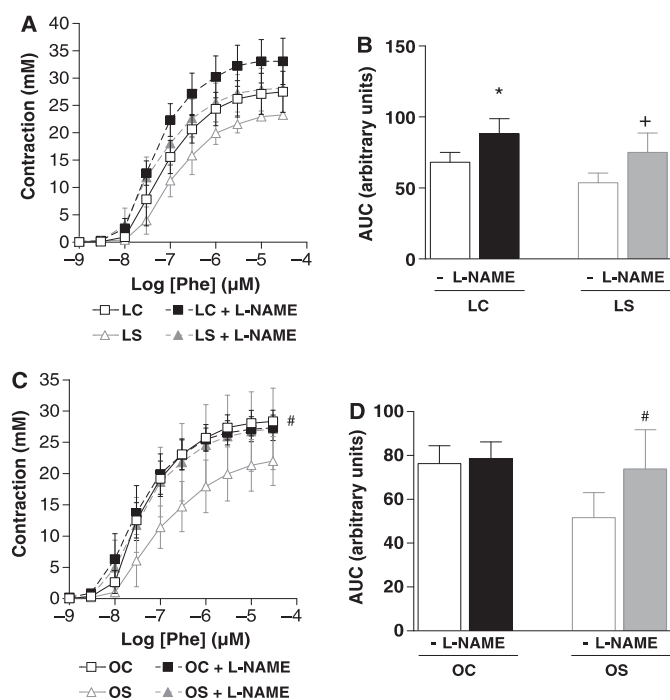 A
40
35
30
25
20
15
10
5
0
Contraction (mM)
–9 –8 –7 –6 –5 –4
Log [Phe] (µM)
LC LC + L-NAME
LS LS + L-NAME
B
150
100
50
0
AUC (arbitrary units)
*
+
- L-NAME - L-NAME
LC LS
C
35
30
25
20
15
10
5
0
Contraction (mM)
#
–9 –8 –7 –6 –5 –4
Log [Phe] (µM)
OC OC + L-NAME
OS OS + L-NAME
D
100
80
60
40
80
0
AUC (arbitrary units)
#
- L-NAME - L-NAME
OC OS